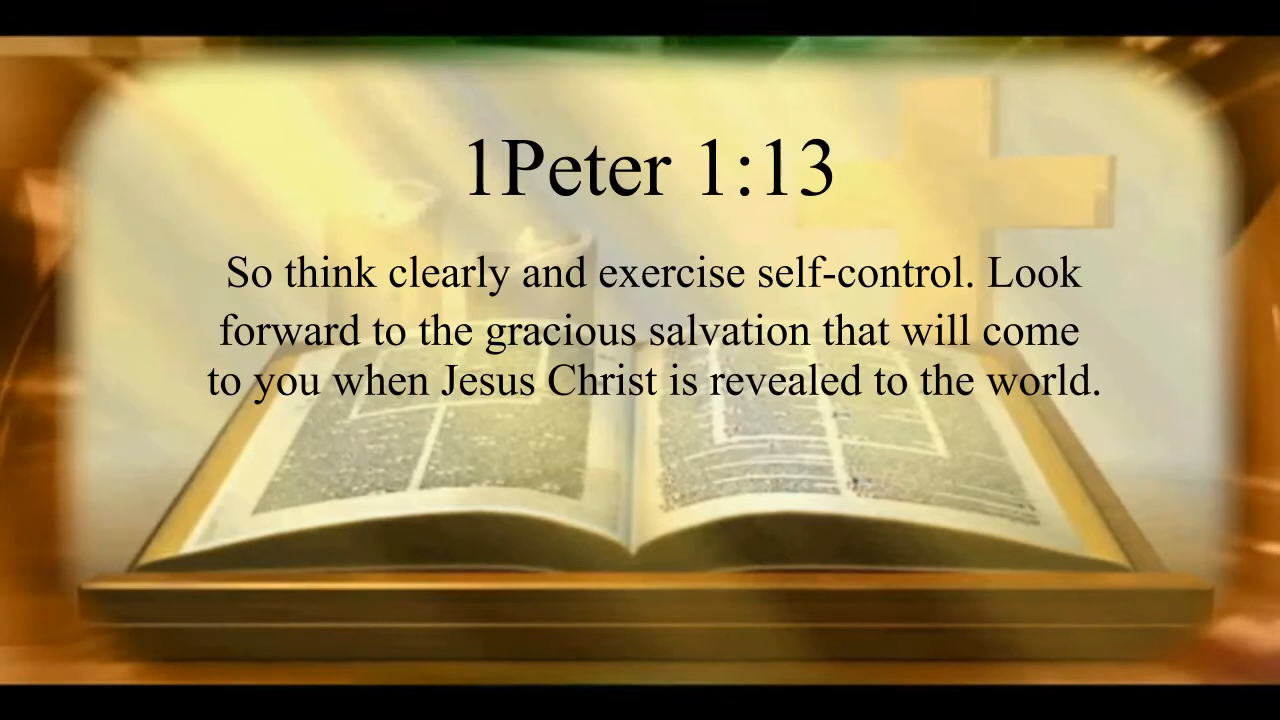 1Peter 1:13
So think clearly and exercise self-control. Look
forward to the gracious salvation that will come
to you when Jesus Christ is revealed to the world.